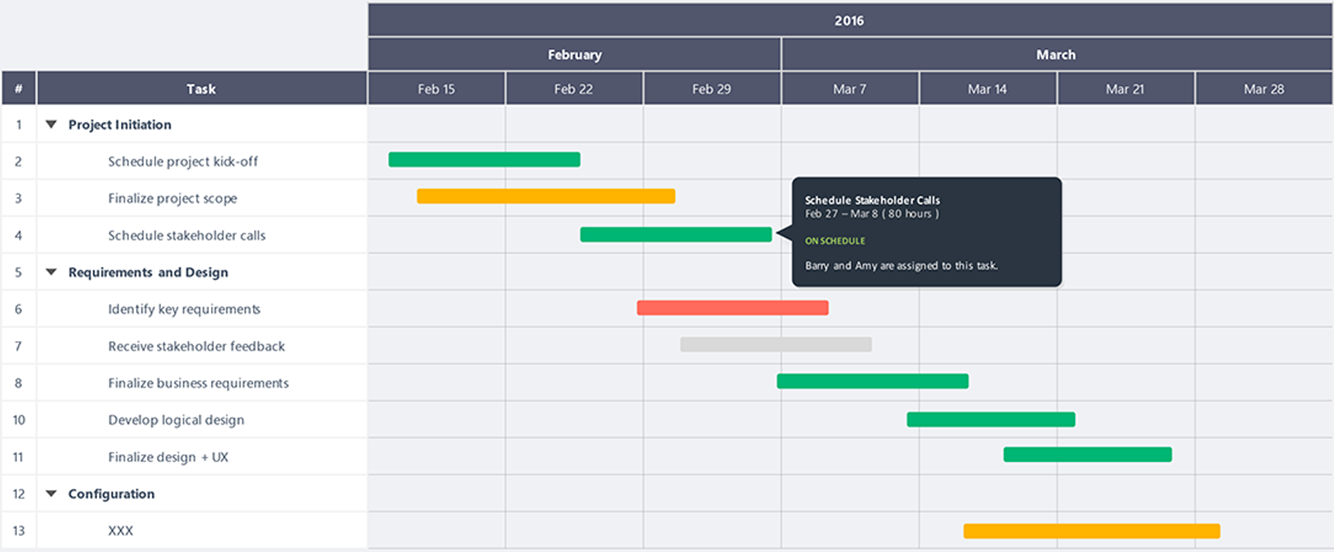 2016
February March
# Task Feb 15 Feb 22 Feb 29 Mar 7 Mar 14 Mar 21 Mar 28
1 Project Initiation
2 Schedule project kick-off
3 Finalize project scope
Schedule Stakeholder Calls
Feb 27 – Mar 8 ( 80 hours )
4 Schedule stakeholder calls
ON SCHEDULE
Barry and Amy are assigned to this task.
5 Requirements and Design
6 Identify key requirements
7 Receive stakeholder feedback
8 Finalize business requirements
10 Develop logical design
11 Finalize design + UX
12 Configuration
13 XXX